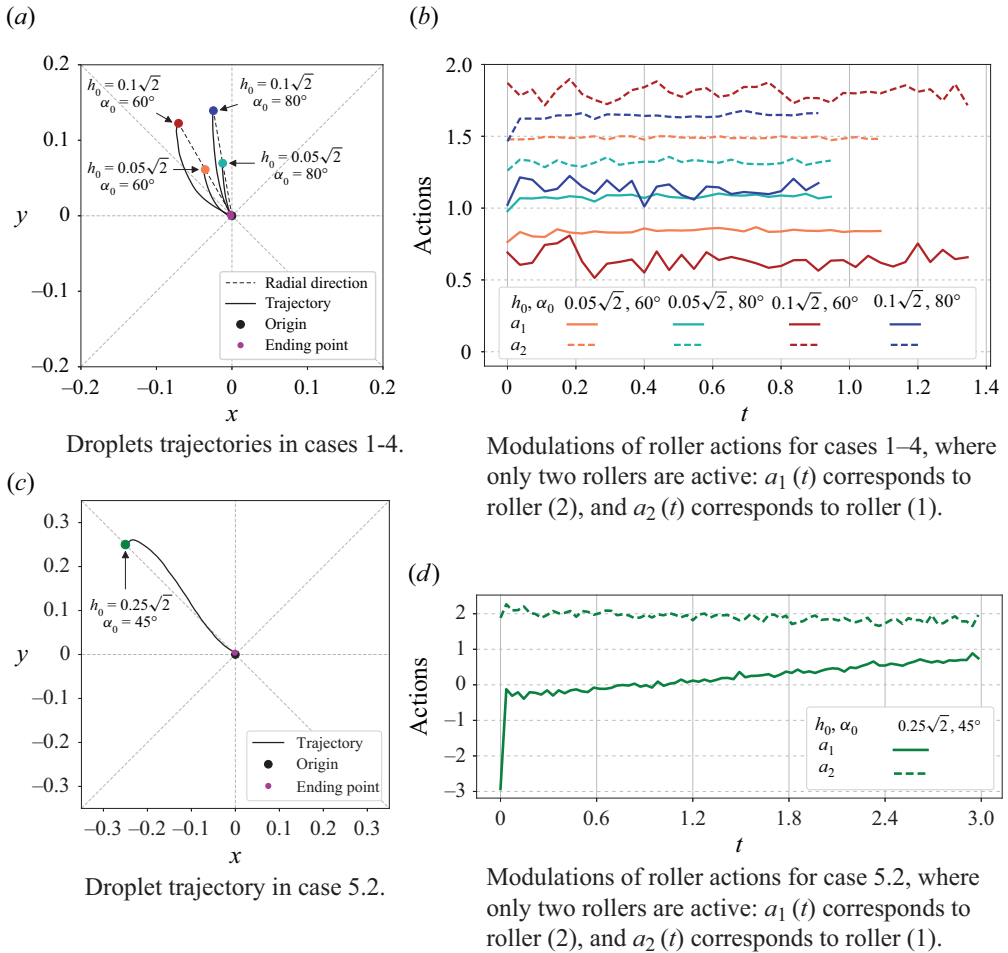 (a)
0.2
0.1
0
−0.1
−0.2
y
h0 = 0.1√2
α0 = 60°
h0 = 0.1√2
α0 = 80°
h0 = 0.05√2
α0 = 60°
h0 = 0.05√2
α0 = 80°
Radial direction
Trajectory
Origin
Ending point
−0.2 −0.1 0 0.1 0.2
x
Droplets trajectories in cases 1-4.
(b)
2.0
1.5
1.0
0.5
0
Actions
h0, α0 0.05√2, 60° 0.05√2, 80° 0.1√2, 60° 0.1√2, 80°
a1
a2
0 0.2 0.4 0.6 0.8 1.0 1.2 1.4
t
Modulations of roller actions for cases 1–4, where
only two rollers are active: a1 (t) corresponds to
roller (2), and a2 (t) corresponds to roller (1).
(c)
0.3
0.2
0.1
0
−0.1
−0.2
−0.3
y
h0 = 0.25√2
α0 = 45°
Trajectory
Origin
Ending point
−0.3 −0.2 −0.1 0 0.1 0.2 0.3
x
Droplet trajectory in case 5.2.
(d)
2
1
0
−1
−2
−3
Actions
h0, α0 0.25√2, 45°
a1
a2
0 0.6 1.2 1.8 2.4 3.0
t
Modulations of roller actions for case 5.2, where
only two rollers are active: a1 (t) corresponds to
roller (2), and a2 (t) corresponds to roller (1).